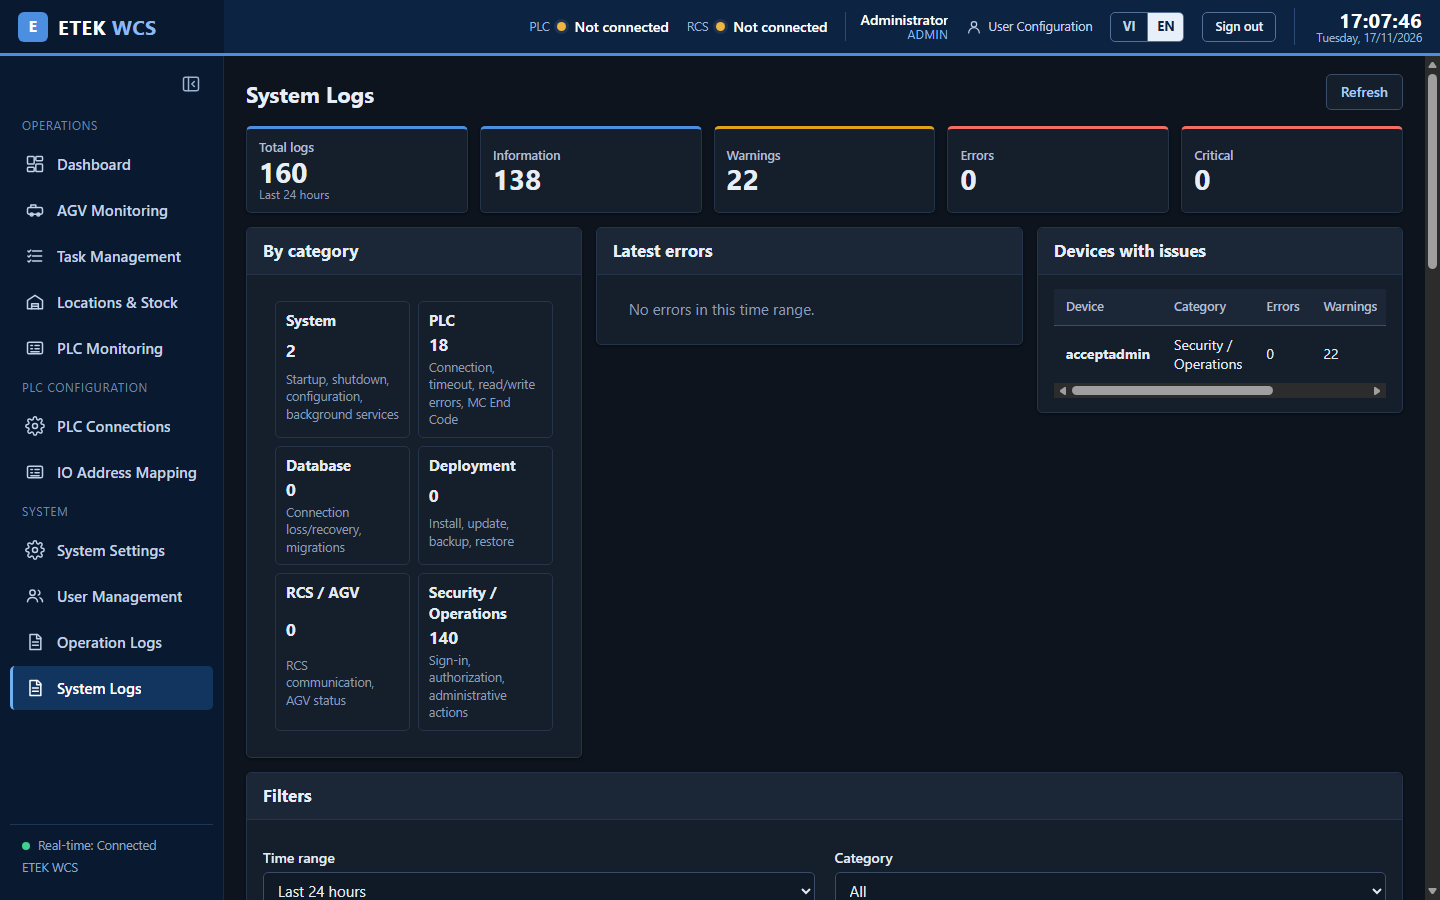 E ETEK WCS
PLC Not connected RCS Not connected
Administrator
ADMIN
User Configuration
VI EN
Sign out
17:07:46
Tuesday, 17/11/2026
OPERATIONS
Dashboard
AGV Monitoring
Task Management
Locations & Stock
PLC Monitoring
PLC CONFIGURATION
PLC Connections
IO Address Mapping
SYSTEM
System Settings
User Management
Operation Logs
System Logs
Real-time: Connected
ETEK WCS
System Logs
Refresh
Total logs
160
Last 24 hours
Information
138
Warnings
22
Errors
0
Critical
0
By category
System
2
Startup, shutdown,
configuration,
background services
PLC
18
Connection,
timeout, read/write
errors, MC End
Code
Database
0
Connection
loss/recovery,
migrations
Deployment
0
Install, update,
backup, restore
RCS / AGV
0
RCS
communication,
AGV status
Security /
Operations
140
Sign-in,
authorization,
administrative
actions
Latest errors
No errors in this time range.
Devices with issues
Device Category Errors Warnings
acceptadmin Security / Operations 0 22
Filters
Time range
Last 24 hours
Category
All